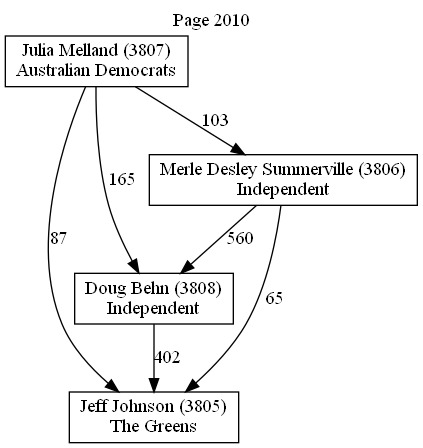 Page 2010
Julia Melland (3807)
Australian Democrats
103
Merle Desley Summerville (3806)
Independent
165
87
560
65
Doug Behn (3808)
Independent
402
Jeff Johnson (3805)
The Greens